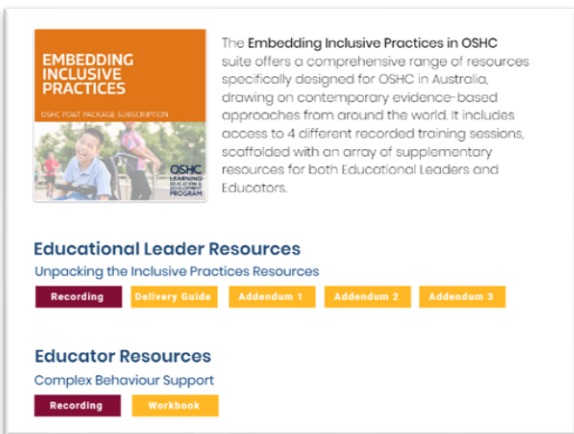 EMBEDDING
INCLUSIVE
PRACTICES
OSHC PD&T PACKAGE SUBSCRIPTION
OSHC
LEARNING
EDUCATION &
DEVELOPMENT
PROGRAM
The Embedding Inclusive Practices in OSHC
suite offers a comprehensive range of resources
specifically designed for OSHC in Australia,
drawing on contemporary evidence-based
approaches from around the world. It includes
access to 4 different recorded training sessions,
scaffolded with an array of supplementary
resources for both Educational Leaders and
Educators.
Educational Leader Resources
Unpacking the Inclusive Practices Resources
Recording Delivery Guide Addendum 1 Addendum 2 Addendum 3
Educator Resources
Complex Behaviour Support
Recording Workbook